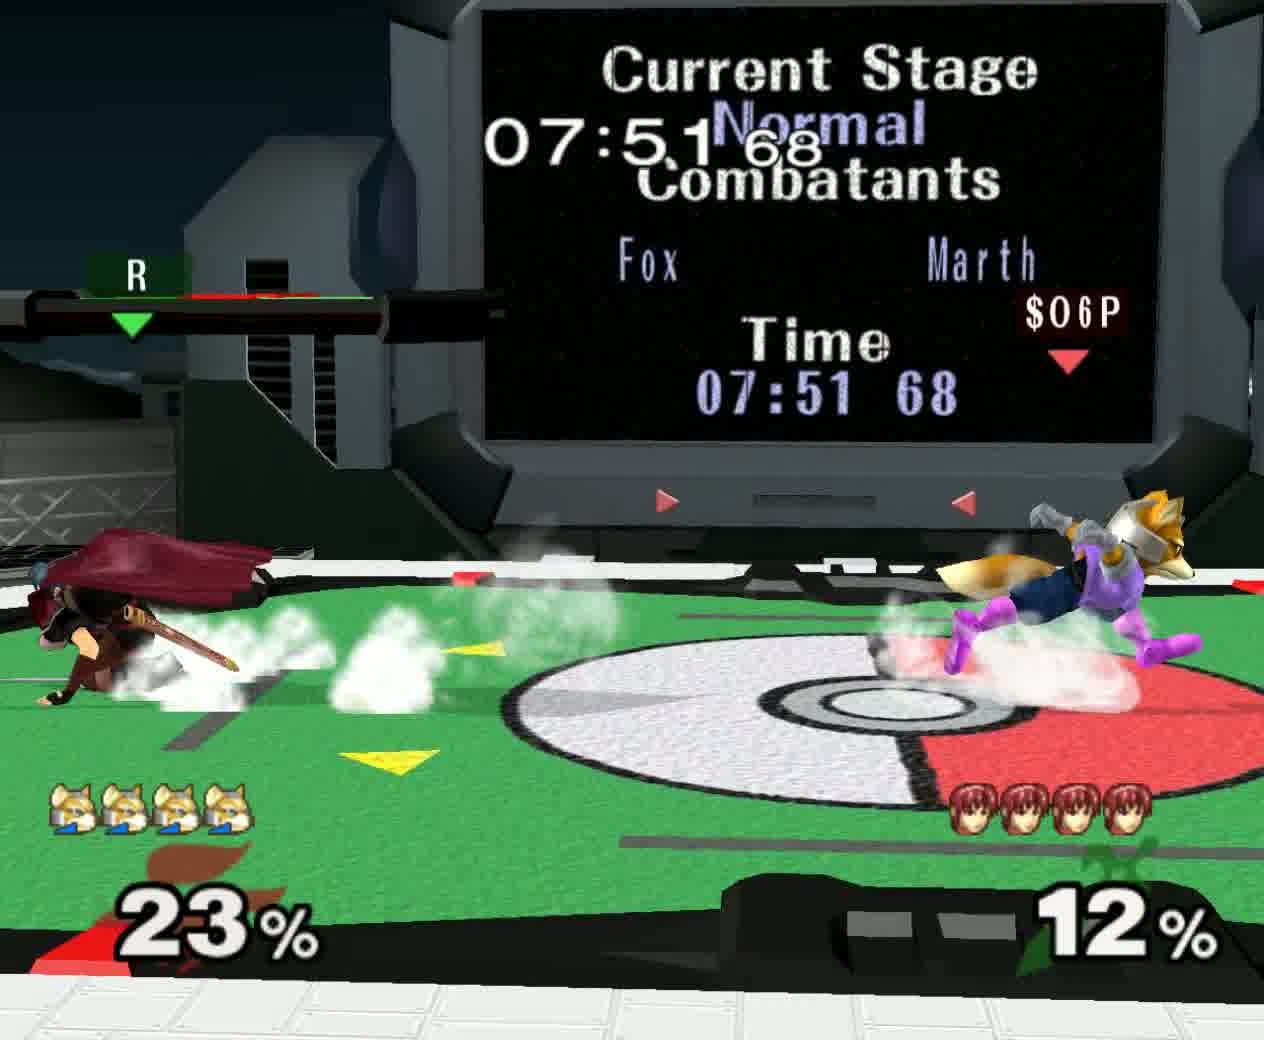 Current Stage
Normal
07:51 68
Combatants
Fox Marth
R
$06P
Time
07:51 68
23%
12%